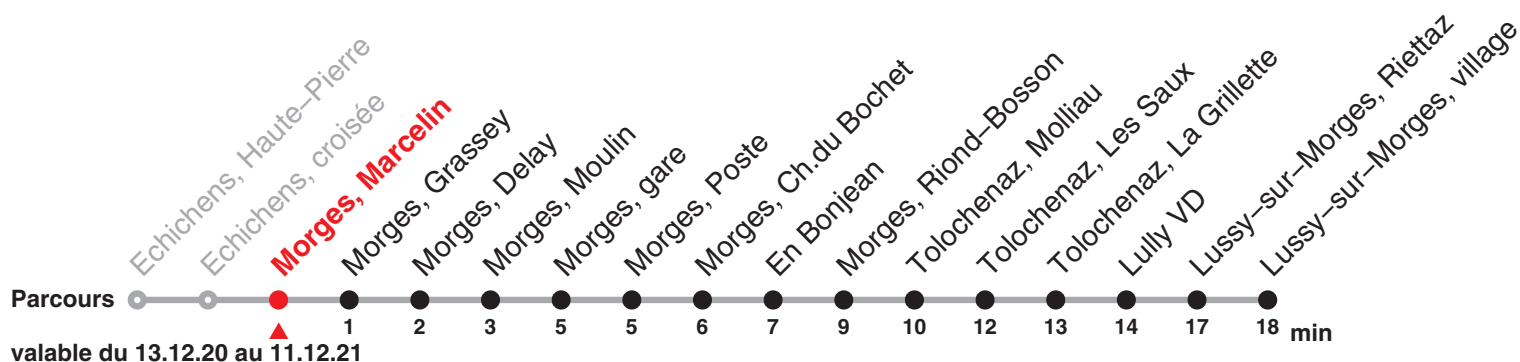 Echichens, Haute–Pierre
Echichens, croisée
Morges, Marcelin
Morges, Grassey
Morges, Delay
Morges, Moulin
Morges, gare
Morges, Poste
Morges, Ch.du Bochet
En Bonjean
Morges, Riond–Bosson
Tolochenaz, Molliau
Tolochenaz, Les Saux
Tolochenaz, La Grillette
Lully VD
Lussy–sur–Morges, Riettaz
Lussy–sur–Morges, village
Parcours
1 2 3 5 5 6 7 9 10 12 13 14 17 18 min
valable du 13.12.20 au 11.12.21